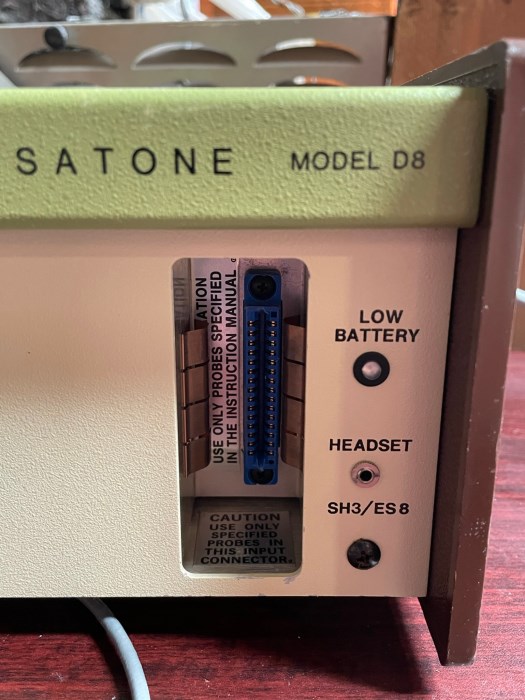 SATONE MODEL D8
ATION
USE ONLY PROBES SPECIFIED
IN THE INSTRUCTION MANUAL
LOW
BATTERY
HEADSET
SH3/ES8
CAUTION
USE ONLY
SPECIFIED
PROBES IN
THIS INPUT
CONNECTOR.